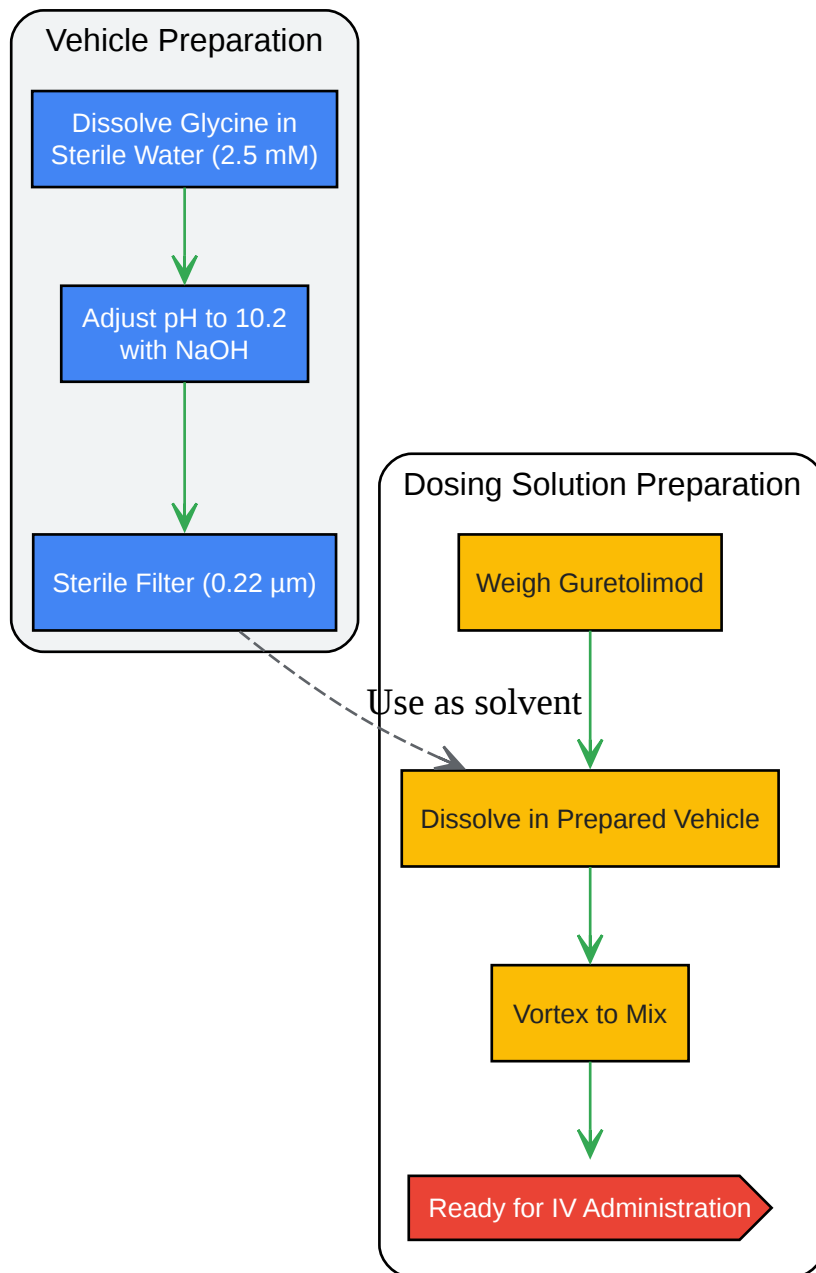 Vehicle Preparation
Dissolve Glycine in
Sterile Water (2.5 mM)
Adjust pH to 10.2
with NaOH
Sterile Filter (0.22 µm)
Dosing Solution Preparation
Weigh Guretolimod
Use as solvent
Dissolve in Prepared Vehicle
Vortex to Mix
Ready for IV Administration